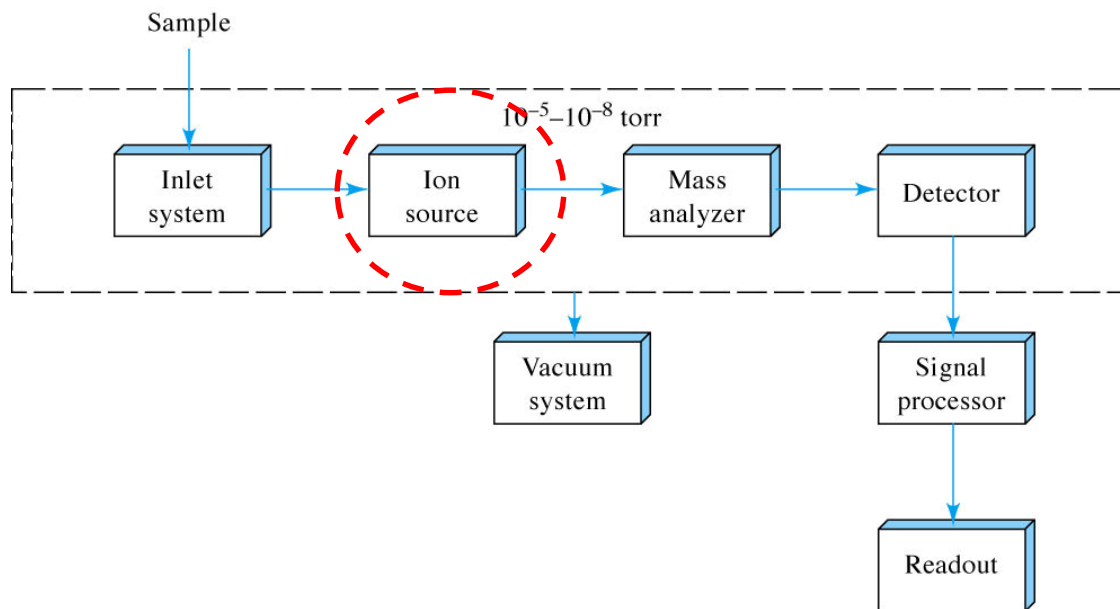 Sample
10⁻⁵–10⁻⁸ torr
Inlet
system
Ion
source
Mass
analyzer
Detector
Vacuum
system
Signal
processor
Readout